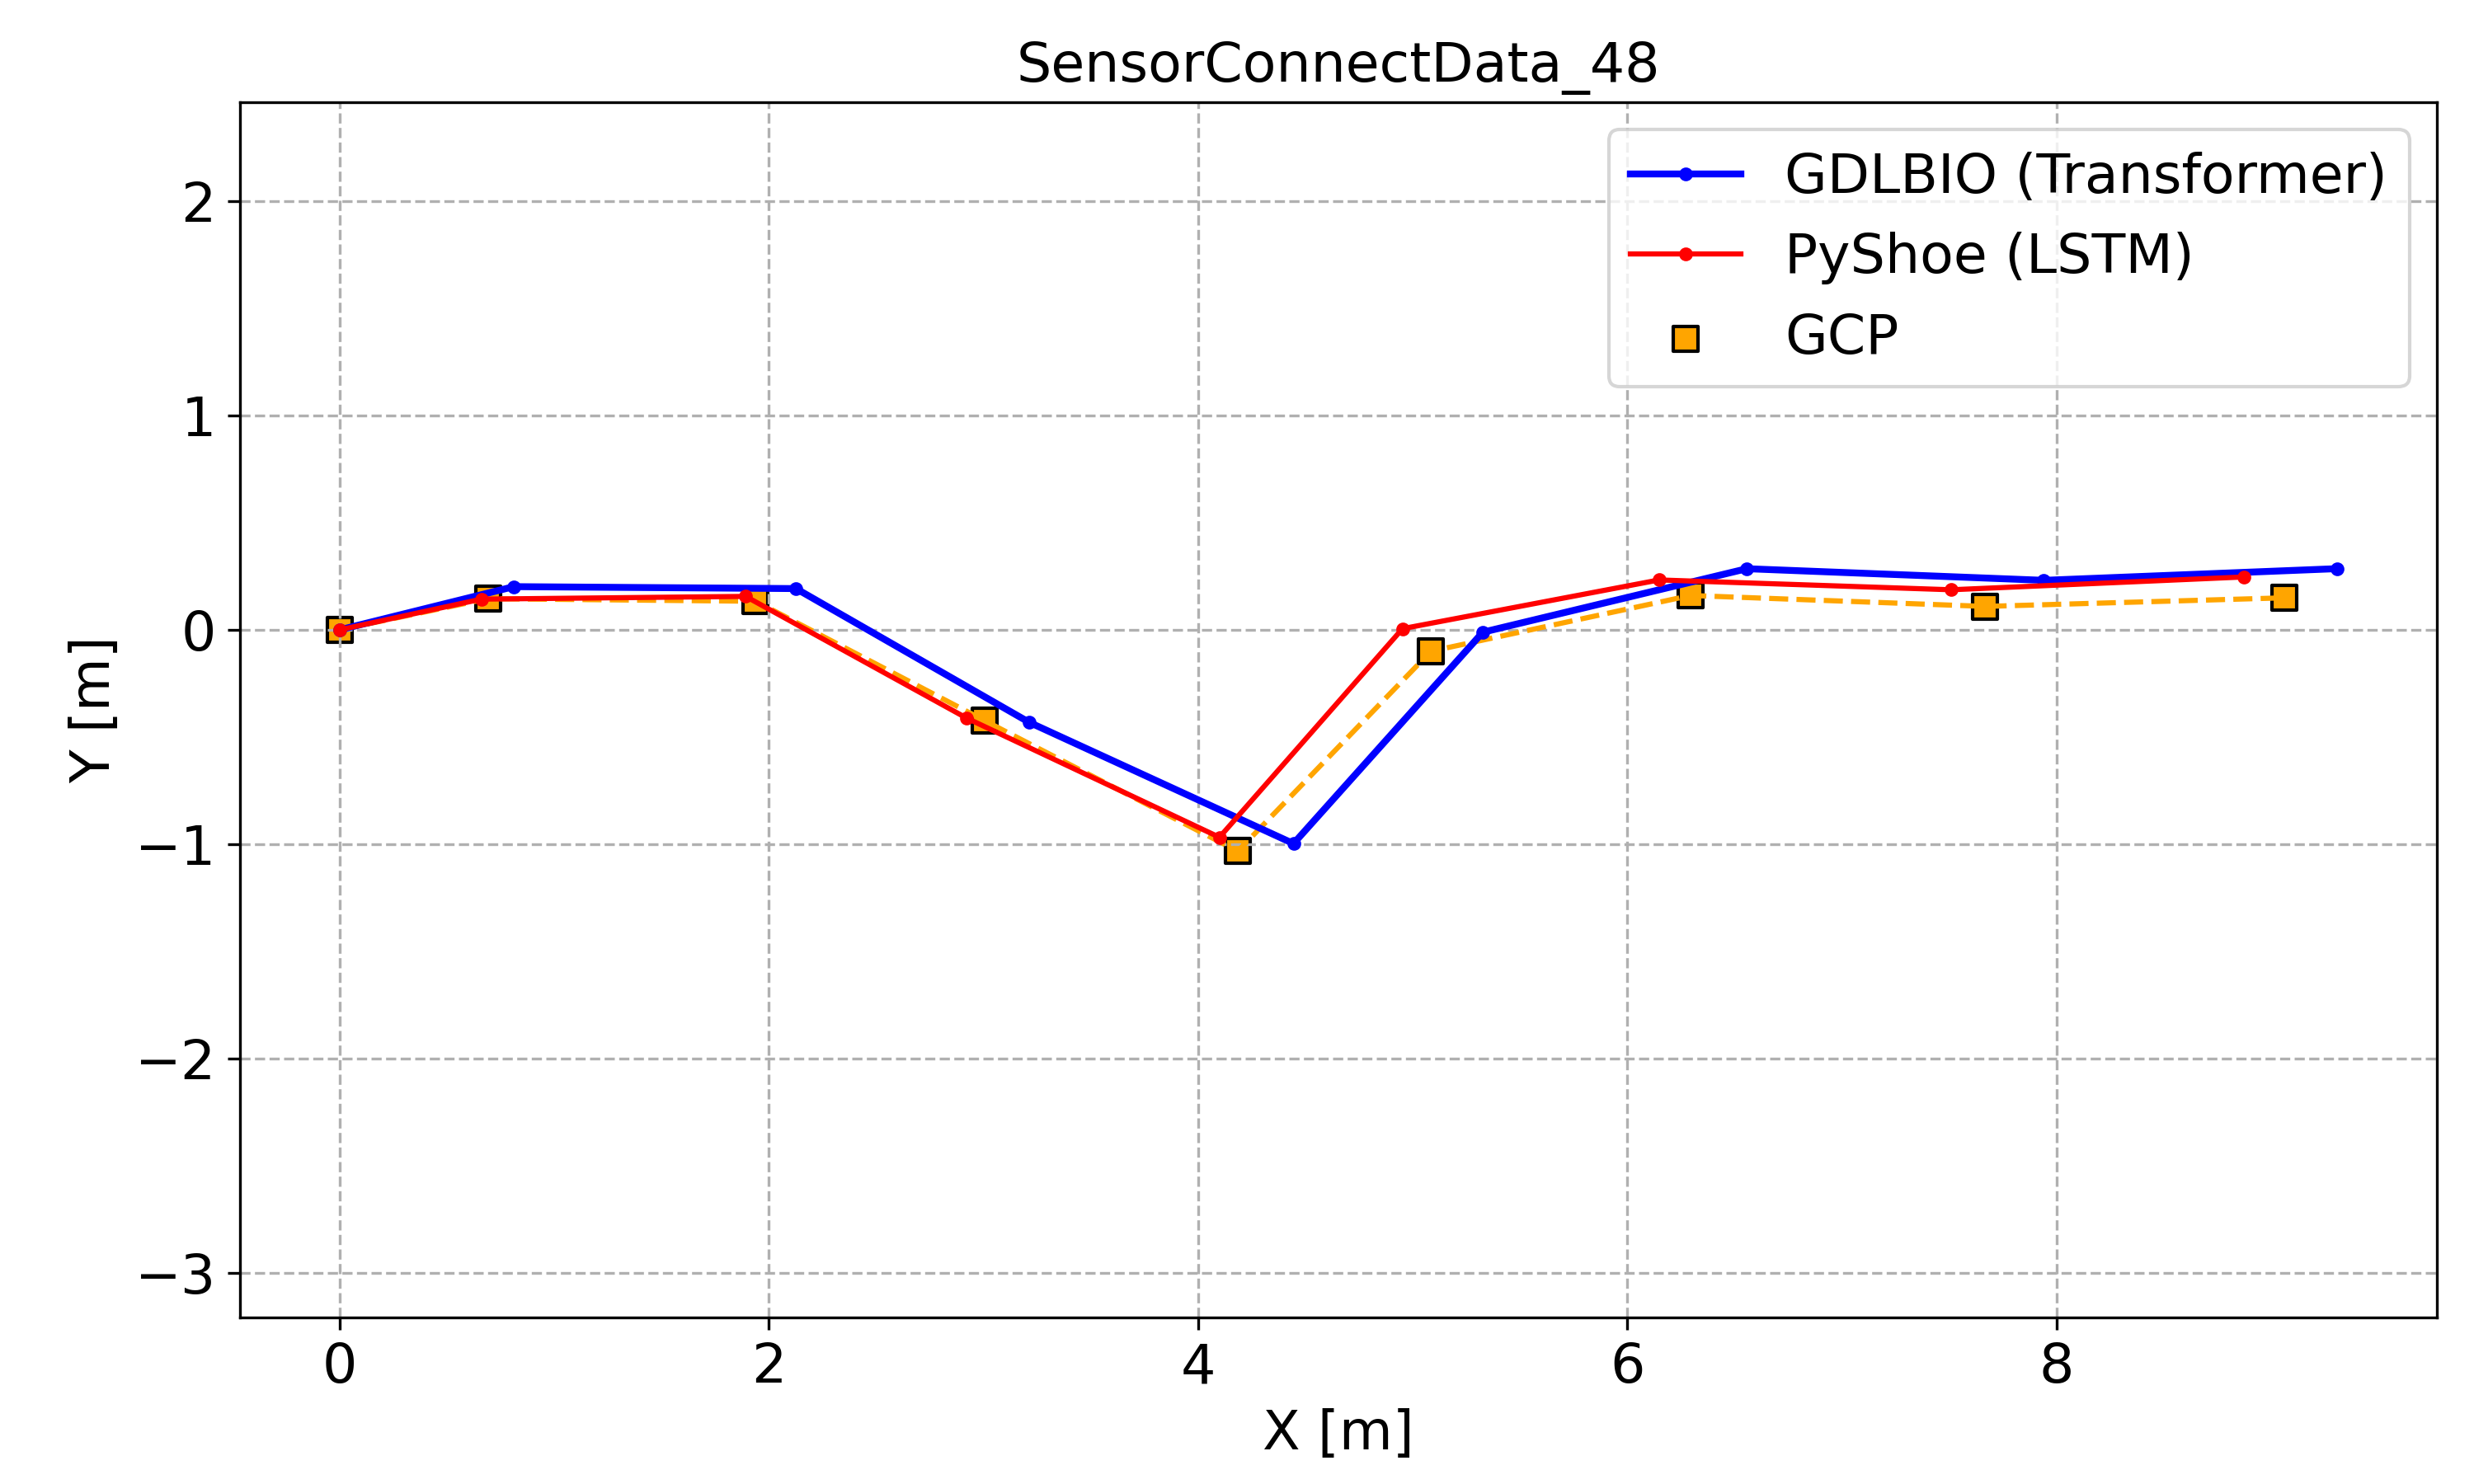 SensorConnectData_48
GDLBIO (Transformer)
PyShoe (LSTM)
GCP
2
1
0
−1
−2
−3
Y [m]
0 2 4 6 8
X [m]